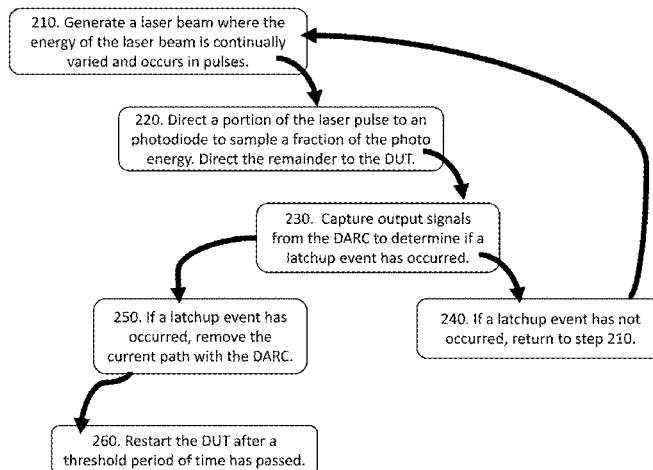 210. Generate a laser beam where the
energy of the laser beam is continually
varied and occurs in pulses.
220. Direct a portion of the laser pulse to an
photodiode to sample a fraction of the photo
energy. Direct the remainder to the DUT.
230. Capture output signals
from the DARC to determine if a
latchup event has occurred.
250. If a latchup event has
occurred, remove the
current path with the DARC.
240. If a latchup event has not
occurred, return to step 210.
260. Restart the DUT after a
threshold period of time has passed.